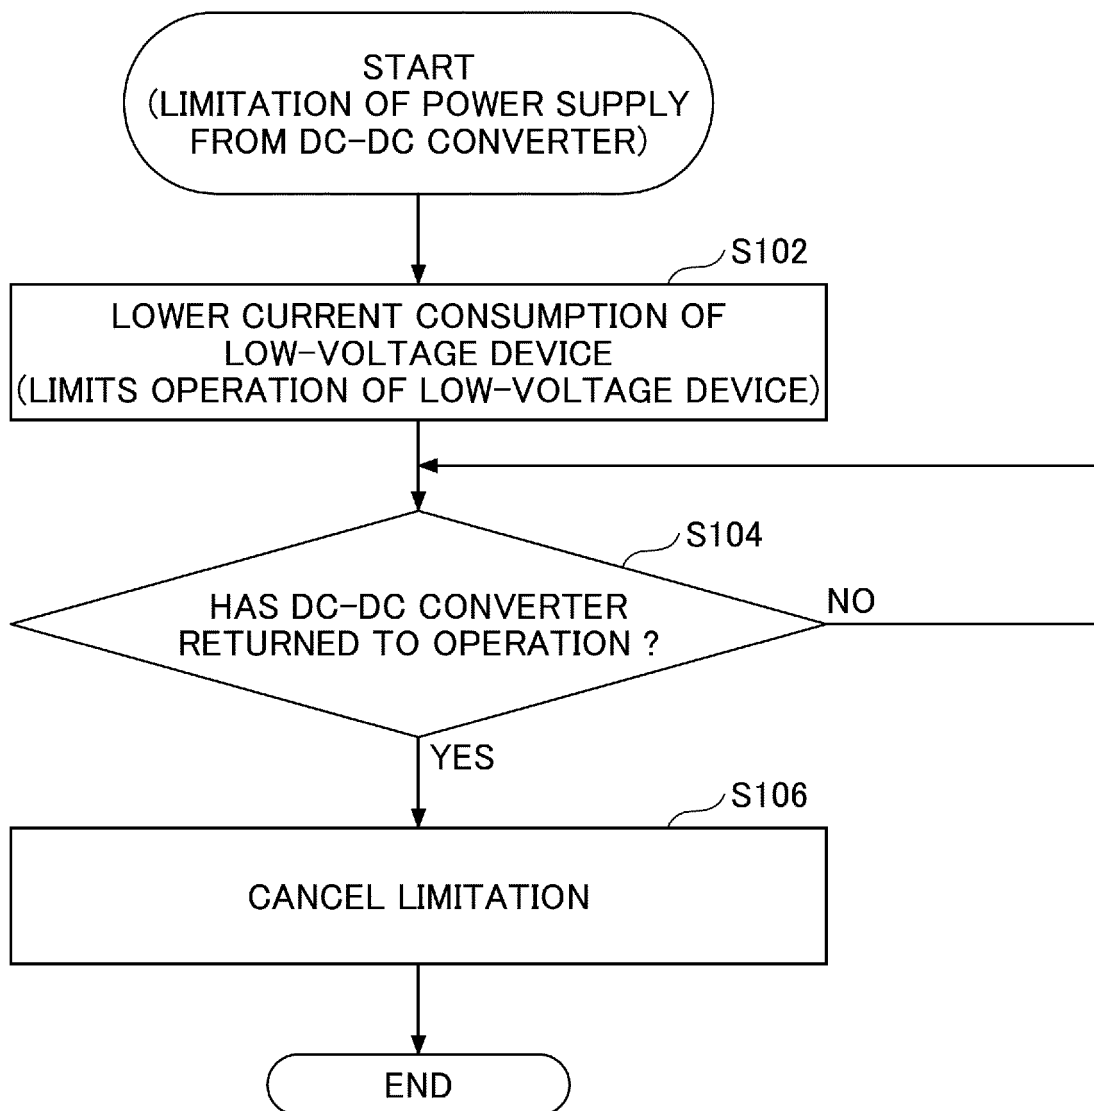 START
(LIMITATION OF POWER SUPPLY
FROM DC-DC CONVERTER)
S102
LOWER CURRENT CONSUMPTION OF
LOW-VOLTAGE DEVICE
(LIMITS OPERATION OF LOW-VOLTAGE DEVICE)
S104
HAS DC-DC CONVERTER
RETURNED TO OPERATION ?
NO
YES
S106
CANCEL LIMITATION
END